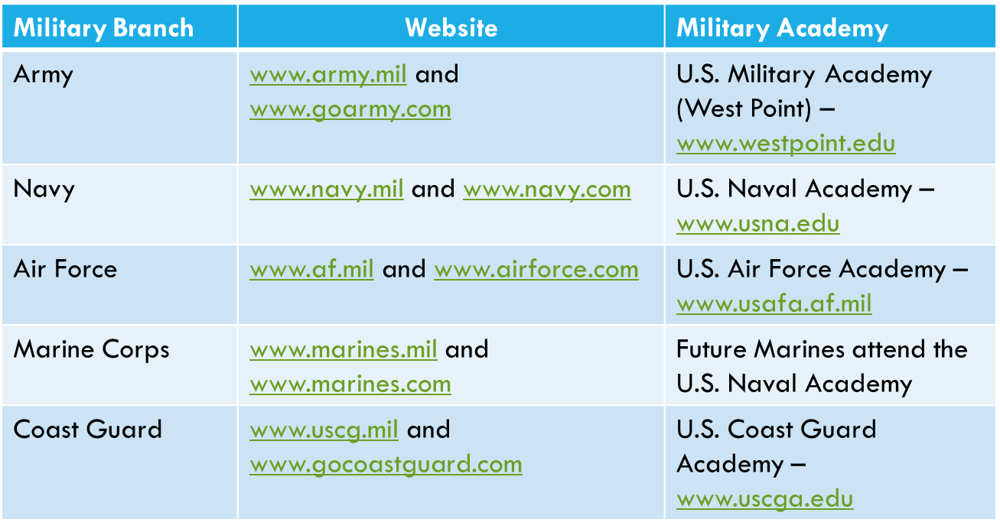 Military Branch
Website
Military Academy
Army
www.army.mil and
www.goarmy.com
U.S. Military Academy
(West Point) –
www.westpoint.edu
Navy
www.navy.mil and www.navy.com
U.S. Naval Academy –
www.usna.edu
Air Force
www.af.mil and www.airforce.com
U.S. Air Force Academy –
www.usafa.af.mil
Marine Corps
www.marines.mil and
www.marines.com
Future Marines attend the
U.S. Naval Academy
Coast Guard
www.uscg.mil and
www.gocoastguard.com
U.S. Coast Guard
Academy –
www.uscga.edu